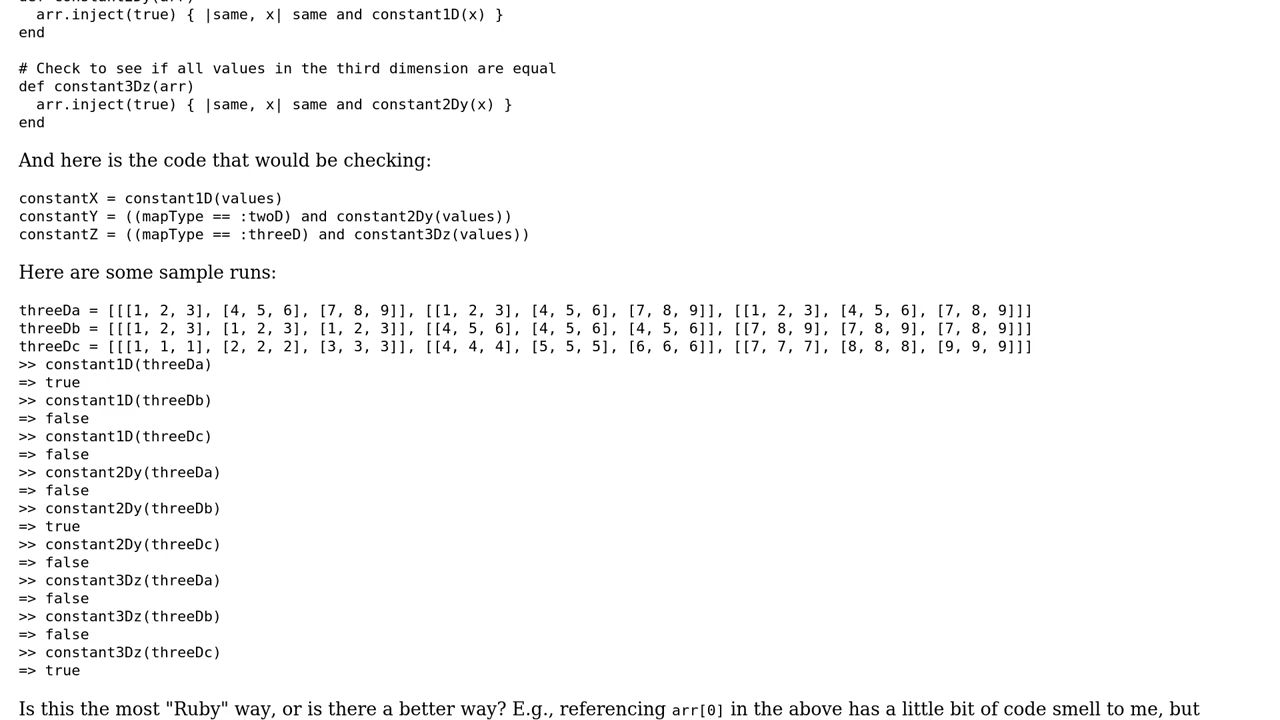 def constant2Dy(arr)
  arr.inject(true) { |same, x| same and constant1D(x) }
end
# Check to see if all values in the third dimension are equal
def constant3Dz(arr)
  arr.inject(true) { |same, x| same and constant2Dy(x) }
end
And here is the code that would be checking:
constantX = constant1D(values)
constantY = ((mapType == :twoD) and constant2Dy(values))
constantZ = ((mapType == :threeD) and constant3Dz(values))
Here are some sample runs:
threeDa = [[[1, 2, 3], [4, 5, 6], [7, 8, 9]], [[1, 2, 3], [4, 5, 6], [7, 8, 9]], [[1, 2, 3], [4, 5, 6], [7, 8, 9]]]
threeDb = [[[1, 2, 3], [1, 2, 3], [1, 2, 3]], [[4, 5, 6], [4, 5, 6], [4, 5, 6]], [[7, 8, 9], [7, 8, 9], [7, 8, 9]]]
threeDc = [[[1, 1, 1], [2, 2, 2], [3, 3, 3]], [[4, 4, 4], [5, 5, 5], [6, 6, 6]], [[7, 7, 7], [8, 8, 8], [9, 9, 9]]]
>> constant1D(threeDa)
=> true
>> constant1D(threeDb)
=> false
>> constant1D(threeDc)
=> false
>> constant2Dy(threeDa)
=> false
>> constant2Dy(threeDb)
=> true
>> constant2Dy(threeDc)
=> false
>> constant3Dz(threeDa)
=> false
>> constant3Dz(threeDb)
=> false
>> constant3Dz(threeDc)
=> true
Is this the most "Ruby" way, or is there a better way? E.g., referencing arr[0] in the above has a little bit of code smell to me, but